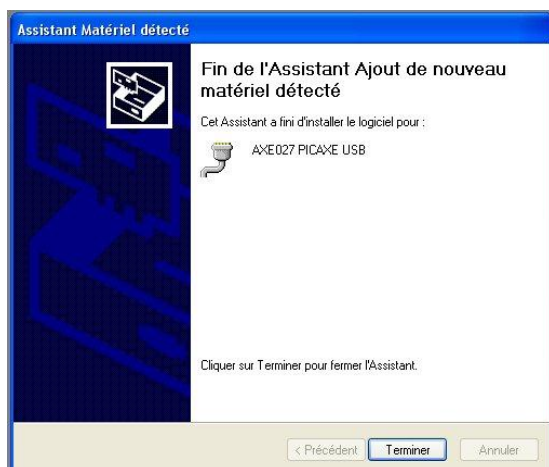 Assistant Matériel détecté
Fin de l'Assistant Ajout de nouveau
matériel détecté
Cet Assistant a fini d'installer le logiciel pour :
AXE027 PICAXE USB
Cliquer sur Terminer pour fermer l'Assistant.
< Précédent Terminer Annuler